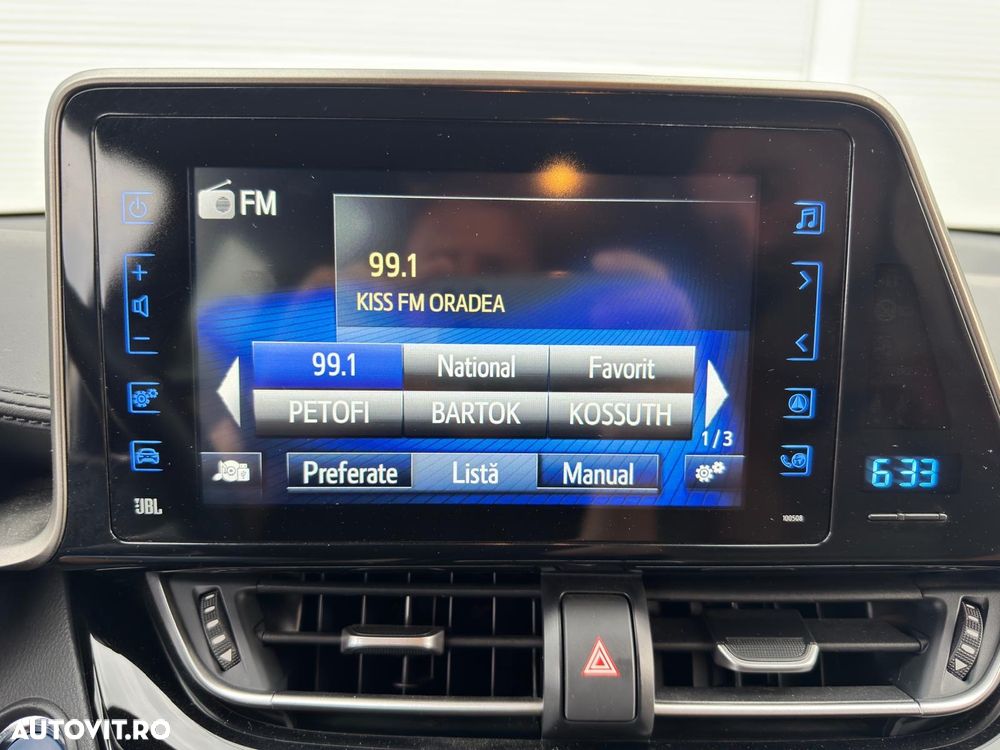 FM
99.1
KISS FM ORADEA
99.1 National Favorit
PETOFI BARTOK KOSSUTH
1/3
Preferate Listă Manual
JBL
100508
6:33
AUTOVIT.RO